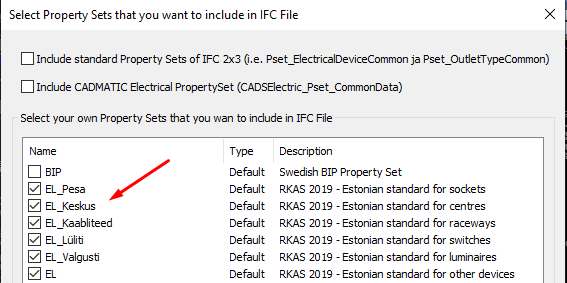 Select Property Sets that you want to include in IFC File
Include standard Property Sets of IFC 2x3 (i.e. Pset_ElectricalDeviceCommon ja Pset_OutletTypeCommon)
Include CADMATIC Electrical PropertySet (CADSElectric_Pset_CommonData)
Select your own Property Sets that you wan to include in IFC File
Name Type Description
BIP Default Swedish BIP Property Set
EL_Pesa Default RKAS 2019 - Estonian standard for sockets
EL_Keskus Default RKAS 2019 - Estonian standard for centres
EL_Kaabliteed Default RKAS 2019 - Estonian standard for raceways
EL_Lüliti Default RKAS 2019 - Estonian standard for switches
EL_Valgusti Default RKAS 2019 - Estonian standard for luminaires
EL Default RKAS 2019 - Estonian standard for other devices